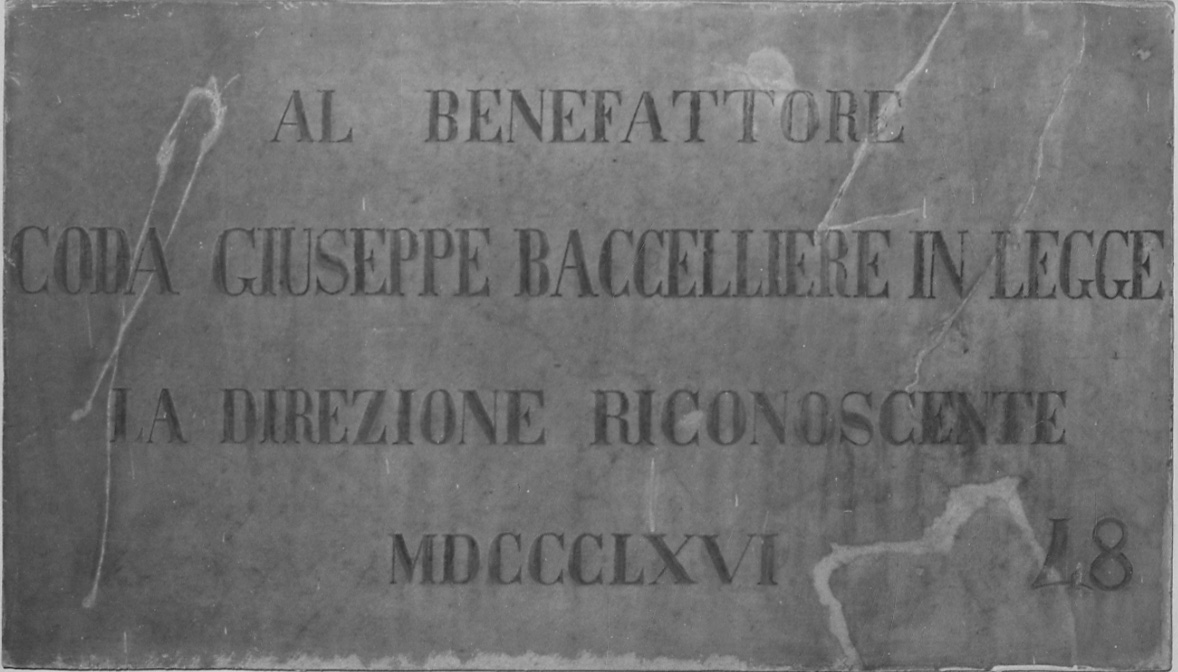 AL BENEFATTORE
CODA GIUSEPPE BACCELLIERE IN LEGGE
LA DIREZIONE RICONOSCENTE
MDCCCLXVI
48